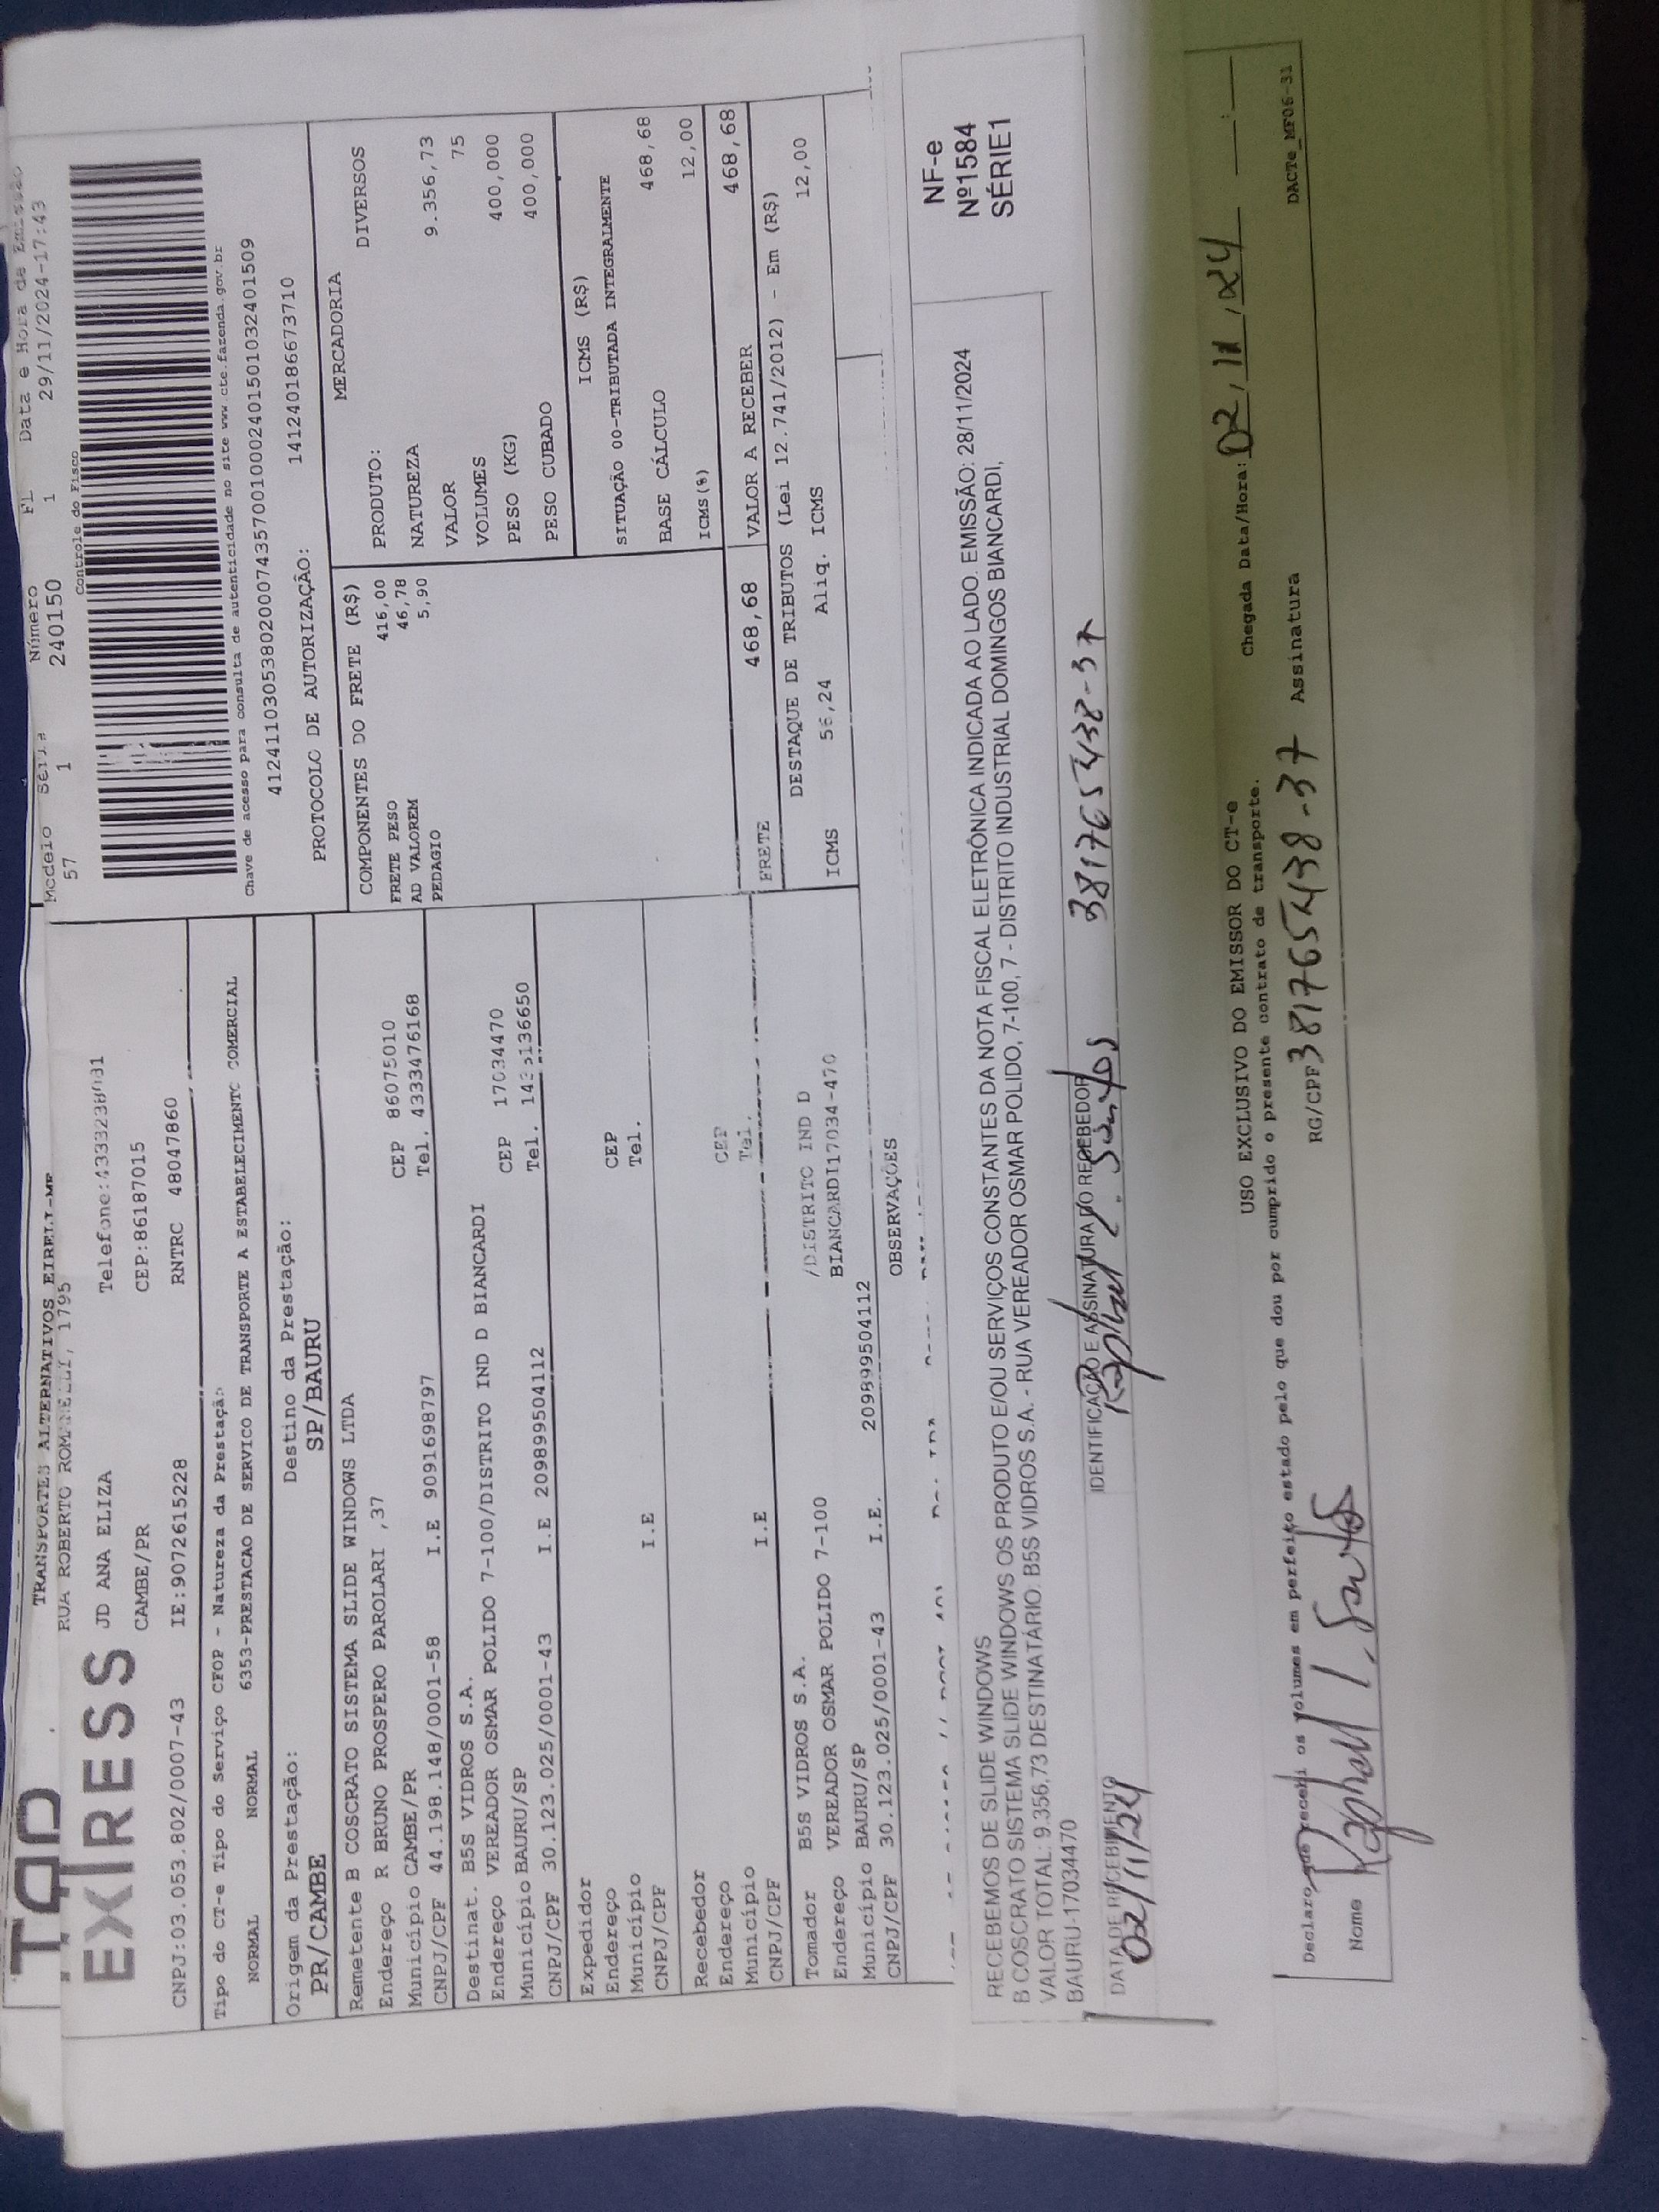 TAD
EXPRESS
TRANSPORTES ALTERNATIVOS EIRELI-ME
RUA ROBERTO ROMANELLI, 1795
JD ANA ELIZA Telefone:4333238081
CAMBE/PR CEP:86187015
CNPJ:03.053.802/0007-43 IE:9072615228 RNTRC 48047860
Modelo Série Número FL Data e Hora de Emissão
57 1 240150 1 29/11/2024-17:43
Controle do Fisco
Chave de acesso para consulta de autenticidade no site www.cte.fazenda.gov.br
41241103053802000743570010002401501032401509
PROTOCOLO DE AUTORIZAÇÃO: 141240186673710
Tipo do CT-e Tipo do Serviço CFOP - Natureza da Prestação
NORMAL NORMAL 6353-PRESTACAO DE SERVICO DE TRANSPORTE A ESTABELECIMENTO COMERCIAL
Origem da Prestação: Destino da Prestação:
PR/CAMBE SP/BAURU
Remetente B COSCRATO SISTEMA SLIDE WINDOWS LTDA
Endereço R BRUNO PROSPERO PAROLARI ,37 CEP 86075010
Município CAMBE/PR Tel. 4333476168
CNPJ/CPF 44.198.148/0001-58 I.E 9091698797
Destinat. B5S VIDROS S.A.
Endereço VEREADOR OSMAR POLIDO 7-100/DISTRITO IND D BIANCARDI CEP 17034470
Município BAURU/SP Tel.
CNPJ/CPF 30.123.025/0001-43 I.E 209899504112
Expedidor
Endereço CEP
Município Tel.
CNPJ/CPF I.E
Recebedor
Endereço CEP
Município Tel.
CNPJ/CPF I.E
Tomador B5S VIDROS S.A. /DISTRITO IND D
Endereço VEREADOR OSMAR POLIDO 7-100 BIANCARDI17034-470
Município BAURU/SP
CNPJ/CPF 30.123.025/0001-43 I.E. 209899504112
COMPONENTES DO FRETE (R$)
FRETE PESO 416,00
AD VALOREM 46,78
PEDAGIO 5,90
MERCADORIA
PRODUTO: DIVERSOS
NATUREZA
VALOR 9.356,73
VOLUMES 75
PESO (KG) 400,000
PESO CUBADO 400,000
ICMS (R$)
SITUAÇÃO 00-TRIBUTADA INTEGRALMENTE
BASE CÁLCULO 468,68
ICMS(%) 12,00
FRETE 468,68 VALOR A RECEBER 468,68
DESTAQUE DE TRIBUTOS (Lei 12.741/2012) - Em (R$)
ICMS 56,24 Aliq. ICMS 12,00
OBSERVAÇÕES
RECEBEMOS DE SLIDE WINDOWS
B COSCRATO SISTEMA SLIDE WINDOWS OS PRODUTO E/OU SERVIÇOS CONSTANTES DA NOTA FISCAL ELETRÔNICA INDICADA AO LADO. EMISSÃO: 28/11/2024
VALOR TOTAL: 9.356,73 DESTINATÁRIO. B5S VIDROS S.A. - RUA VEREADOR OSMAR POLIDO, 7-100, 7 - DISTRITO INDUSTRIAL DOMINGOS BIANCARDI,
BAURU-17034470
NF-e
Nº1584
SÉRIE1
DATA DE RECEBIMENTO IDENTIFICAÇÃO E ASSINATURA DO RECEBEDOR
02/11/24 Raphael L. Santos 381765438-37
USO EXCLUSIVO DO EMISSOR DO CT-e
Declaro que recebi os volumes em perfeito estado pelo que dou por cumprido o presente contrato de transporte. Chegada Data/Hora: 02/11/24 __:__
Nome Raphael L. Santos RG/CPF 381765438-37 Assinatura
DACTe_MF06-31